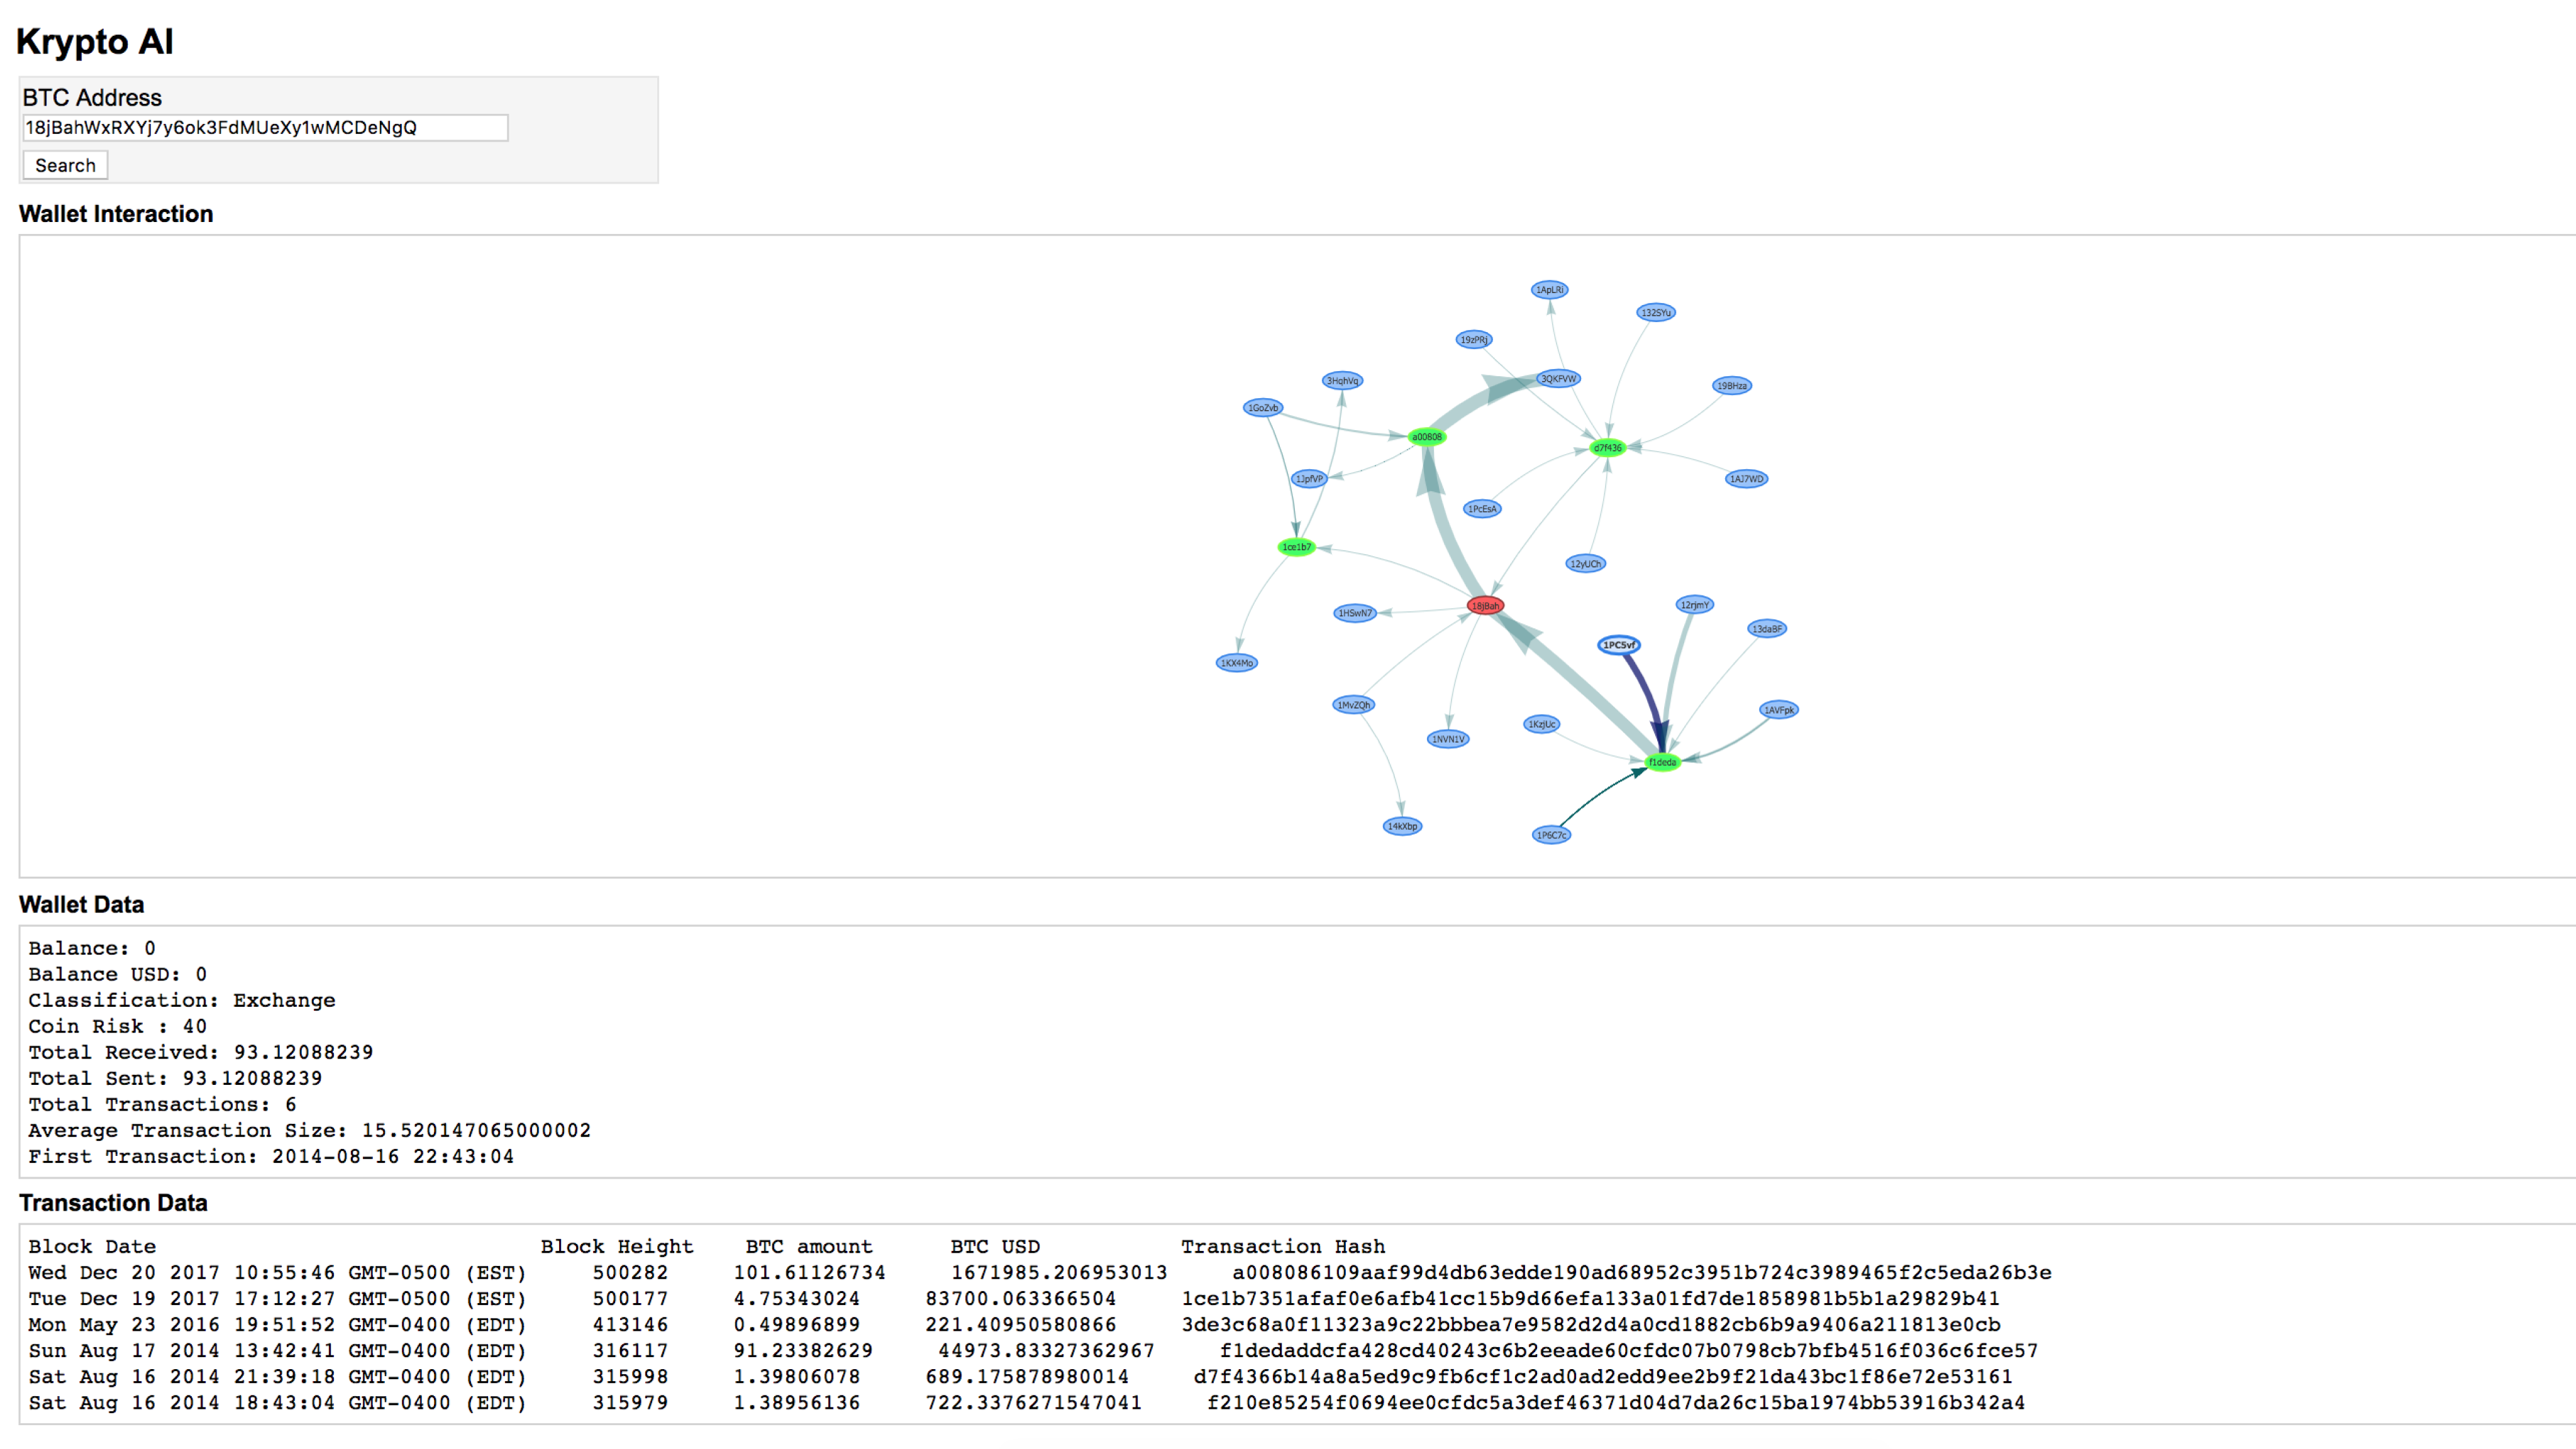 Krypto AI
BTC Address
18jBahWxRXYj7y6ok3FdMUeXy1wMCDeNgQ
Search
Wallet Interaction
1ApLRi
132SYu
19zPRj
3QKFVW
3HqhVq
19BHza
1GoZvb
a00808
d7f436
1JpfVP
1AJ7WD
1PcEsA
1ce1b7
12yUCh
18jBah
12rjmY
1HSwN7
13daBF
1PCSvf
1KX4Mo
1MvZQh
1AVFpk
1KzjUc
1NVN1V
f1deda
14kXbp
1P6C7c
Wallet Data
Balance: 0
Balance USD: 0
Classification: Exchange
Coin Risk : 40
Total Received: 93.12088239
Total Sent: 93.12088239
Total Transactions: 6
Average Transaction Size: 15.520147065000002
First Transaction: 2014-08-16 22:43:04
Transaction Data
Block Date Block Height BTC amount BTC USD Transaction Hash
Wed Dec 20 2017 10:55:46 GMT-0500 (EST) 500282 101.61126734 1671985.206953013 a008086109aaf99d4db63edde190ad68952c3951b724c3989465f2c5eda26b3e
Tue Dec 19 2017 17:12:27 GMT-0500 (EST) 500177 4.75343024 83700.063366504 1ce1b7351afaf0e6afb41cc15b9d66efa133a01fd7de1858981b5b1a29829b41
Mon May 23 2016 19:51:52 GMT-0400 (EDT) 413146 0.49896899 221.40950580866 3de3c68a0f11323a9c22bbbea7e9582d2d4a0cd1882cb6b9a9406a211813e0cb
Sun Aug 17 2014 13:42:41 GMT-0400 (EDT) 316117 91.23382629 44973.83327362967 f1dedaddcfa428cd40243c6b2eeade60cfdc07b0798cb7bfb4516f036c6fce57
Sat Aug 16 2014 21:39:18 GMT-0400 (EDT) 315998 1.39806078 689.175878980014 d7f4366b14a8a5ed9c9fb6cf1c2ad0ad2edd9ee2b9f21da43bc1f86e72e53161
Sat Aug 16 2014 18:43:04 GMT-0400 (EDT) 315979 1.38956136 722.3376271547041 f210e85254f0694ee0cfdc5a3def46371d04d7da26c15ba1974bb53916b342a4